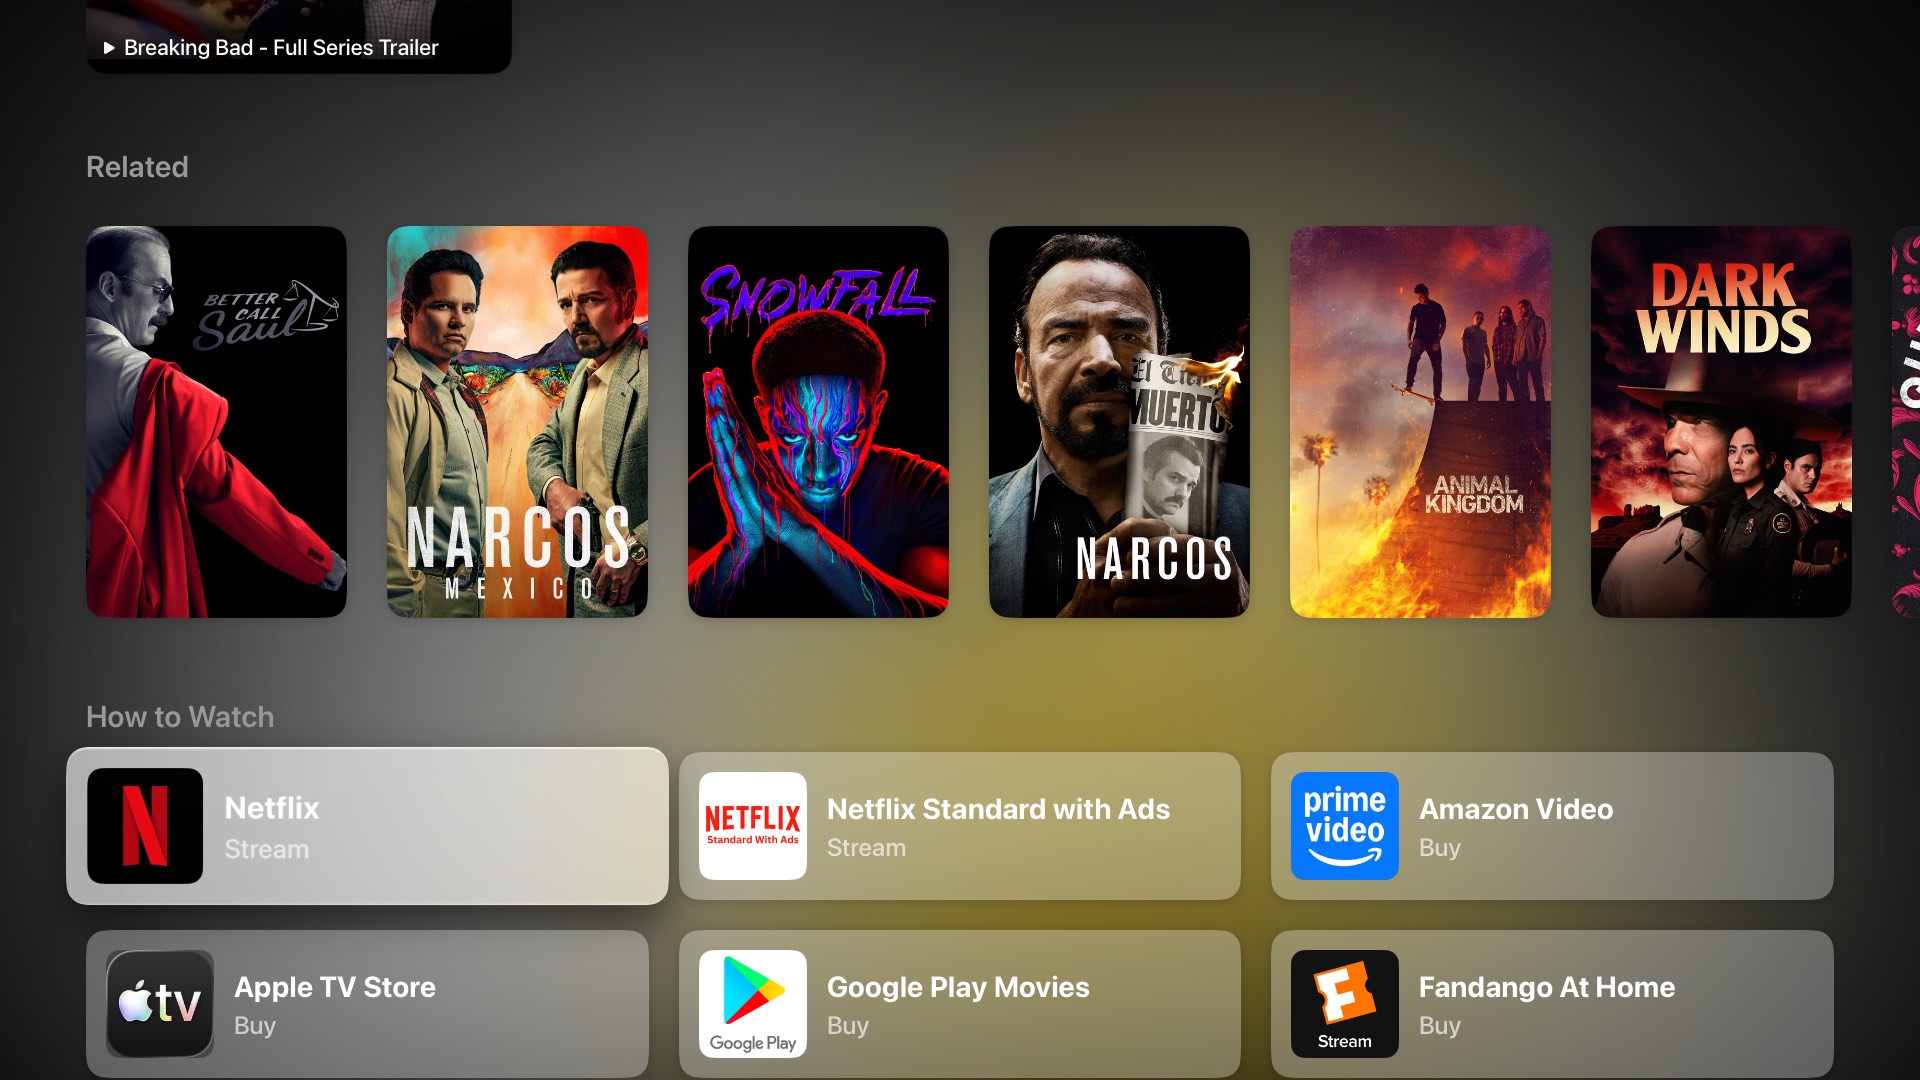 Breaking Bad - Full Series Trailer
Related
BETTER
CALL
Saul
NARCOS
MEXICO
SNOWFALL
MUERTO
NARCOS
ANIMAL
KINGDOM
DARK
WINDS
How to Watch
N
Netflix
Stream
NETFLIX
Standard With Ads
Netflix Standard with Ads
Stream
prime
video
Amazon Video
Buy
tv
Apple TV Store
Buy
Google Play
Google Play Movies
Buy
F
Stream
Fandango At Home
Buy